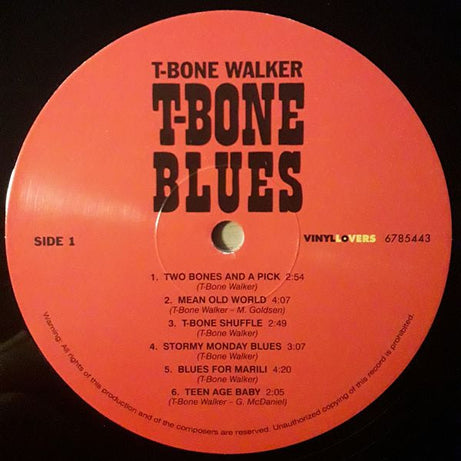 T-BONE WALKER
T-BONE
BLUES
SIDE 1
VINYLLOVERS 6785443
1. TWO BONES AND A PICK 2:54
(T-Bone Walker)
2. MEAN OLD WORLD 4:07
(T-Bone Walker – M. Goldsen)
3. T-BONE SHUFFLE 2:49
(T-Bone Walker)
4. STORMY MONDAY BLUES 3:07
(T-Bone Walker)
5. BLUES FOR MARILI 4:20
(T-Bone Walker)
6. TEEN AGE BABY 2:05
(T-Bone Walker – G. McDaniel)
Warning: All rights of this production and of the composers are reserved. Unauthorized copying of this record is prohibited.